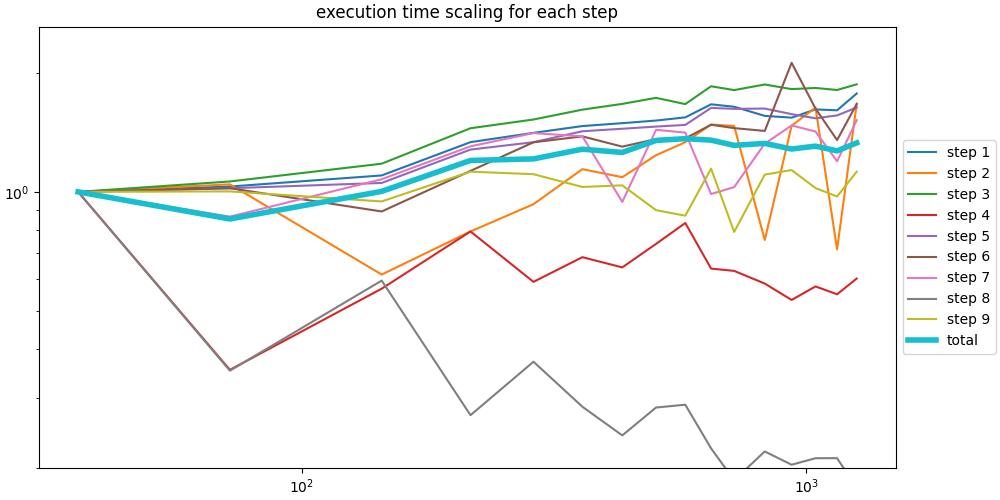 execution time scaling for each step
10⁰
10²
10³
step 1
step 2
step 3
step 4
step 5
step 6
step 7
step 8
step 9
total